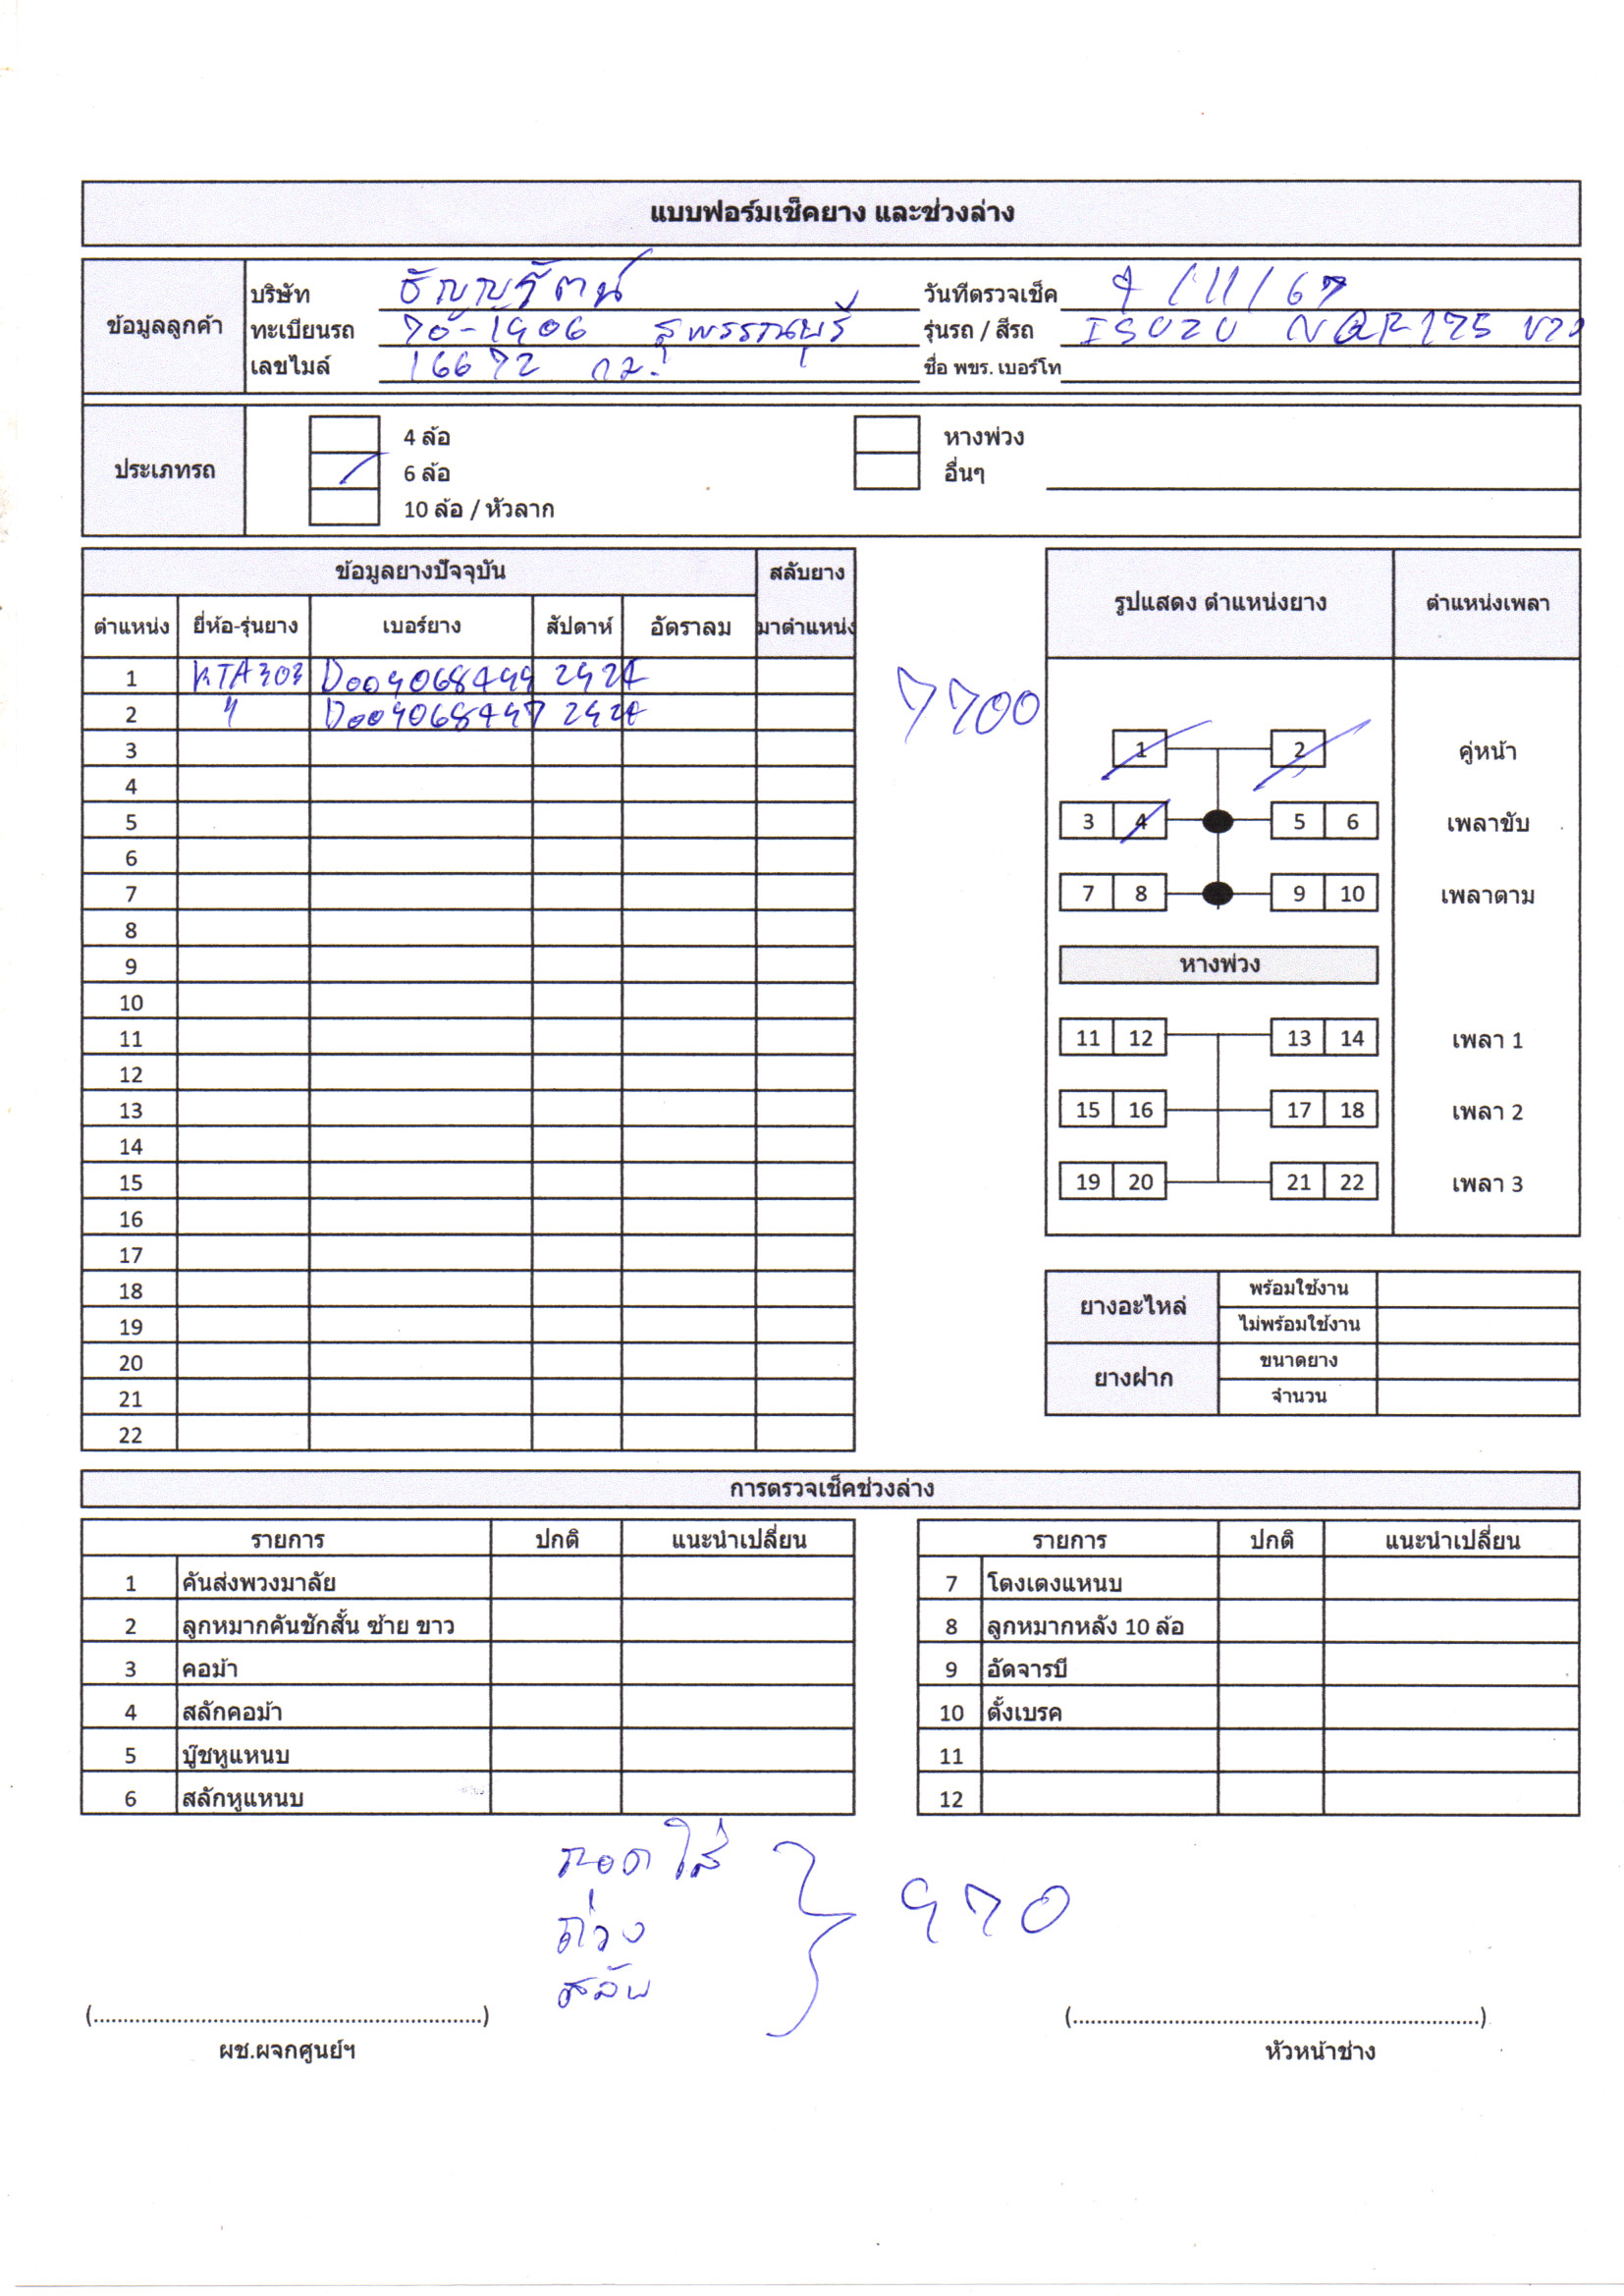 แบบฟอร์มเช็คยาง และช่วงล่าง
ข้อมูลลูกค้า
บริษัท ธัญญรัตน์ วันที่ตรวจเช็ค /11/67
ทะเบียนรถ 70-1906 สุพรรณบุรี รุ่นรถ / สีรถ ISUZU NQR175
เลขไมล์ 16672 กม. ชื่อ พขร. เบอร์โท
ประเภทรถ
4 ล้อ หางพ่วง
6 ล้อ อื่นๆ
10 ล้อ / หัวลาก
ข้อมูลยางปัจจุบัน สลับยาง
ตำแหน่ง ยี่ห้อ-รุ่นยาง เบอร์ยาง สัปดาห์ อัตราลม มาตำแหน่ง
1 KTA303 2424
2 " 2424
3
4
5
6
7
8
9
10
11
12
13
14
15
16
17
18
19
20
21
22
7700
รูปแสดง ตำแหน่งยาง ตำแหน่งเพลา
1 2 คู่หน้า
3 4 5 6 เพลาขับ
7 8 9 10 เพลาตาม
หางพ่วง
11 12 13 14 เพลา 1
15 16 17 18 เพลา 2
19 20 21 22 เพลา 3
ยางอะไหล่ พร้อมใช้งาน
ไม่พร้อมใช้งาน
ยางฝาก ขนาดยาง
จำนวน
การตรวจเช็คช่วงล่าง
รายการ ปกติ แนะนำเปลี่ยน รายการ ปกติ แนะนำเปลี่ยน
1 คันส่งพวงมาลัย 7 โตงเตงแหนบ
2 ลูกหมากคันชักสั้น ซ้าย ขาว 8 ลูกหมากหลัง 10 ล้อ
3 คอม้า 9 อัดจารบี
4 สลักคอม้า 10 ตั้งเบรค
5 บู๊ชหูแหนบ 11
6 สลักหูแหนบ 12
ถอดใส่
ถ่วง
สลับ
970
(................................................................) (................................................................)
ผช.ผจกศูนย์ฯ หัวหน้าช่าง